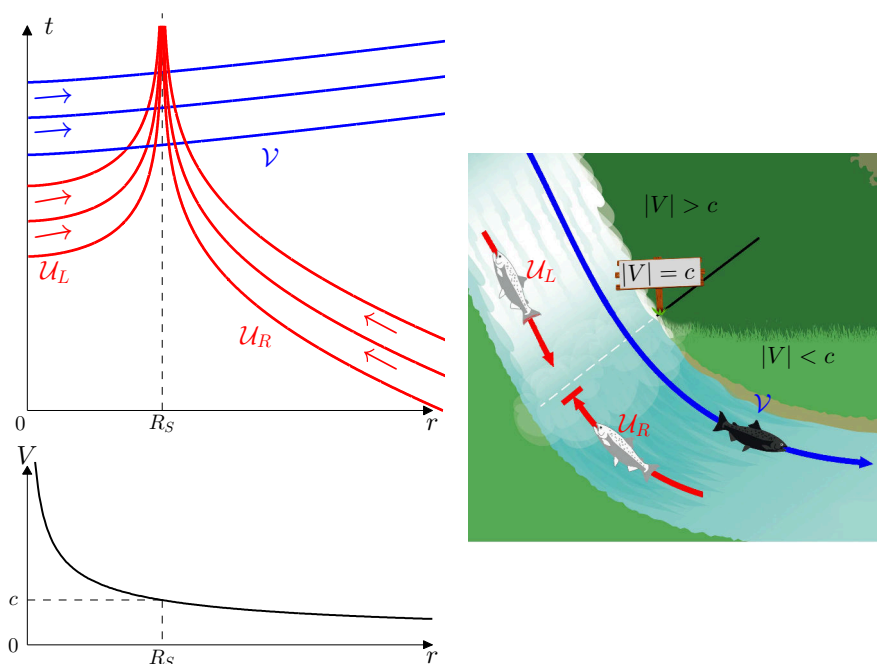 t
𝒱
𝒰_L
𝒰_R
0
R_S
r
V
c
0
R_S
r
|V| > c
𝒰_L
|V| = c
|V| < c
𝒱
𝒰_R